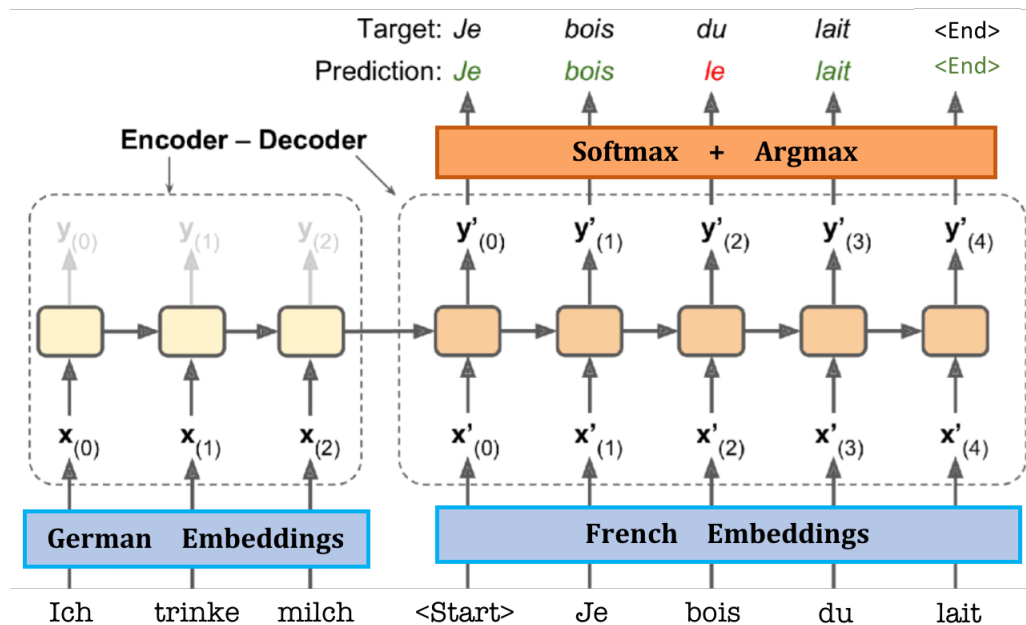 Target: Je bois du lait <End>
Prediction: Je bois le lait <End>
Encoder – Decoder
Softmax + Argmax
y(0) y(1) y(2) y'(0) y'(1) y'(2) y'(3) y'(4)
x(0) x(1) x(2) x'(0) x'(1) x'(2) x'(3) x'(4)
German Embeddings French Embeddings
Ich trinke milch <Start> Je bois du lait